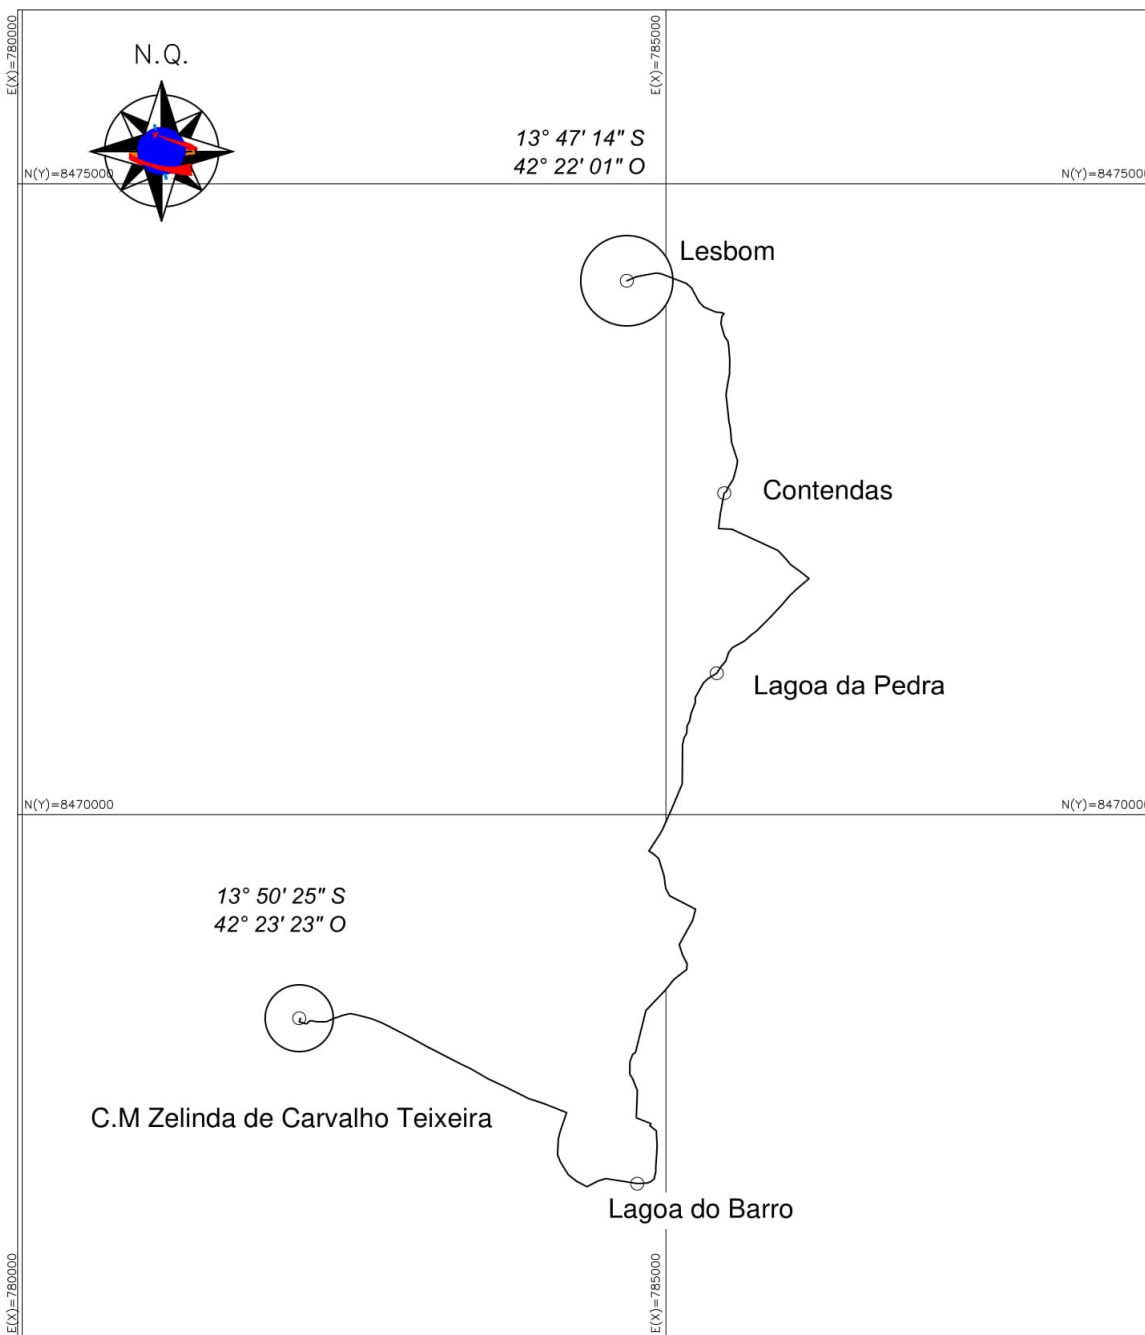 E(X)=780000
E(X)=785000
N.Q.
13° 47' 14" S
42° 22' 01" O
N(Y)=8475000
N(Y)=8475000
Lesbom
Contendas
Lagoa da Pedra
N(Y)=8470000
N(Y)=8470000
13° 50' 25" S
42° 23' 23" O
C.M Zelinda de Carvalho Teixeira
Lagoa do Barro
E(X)=780000
E(X)=785000